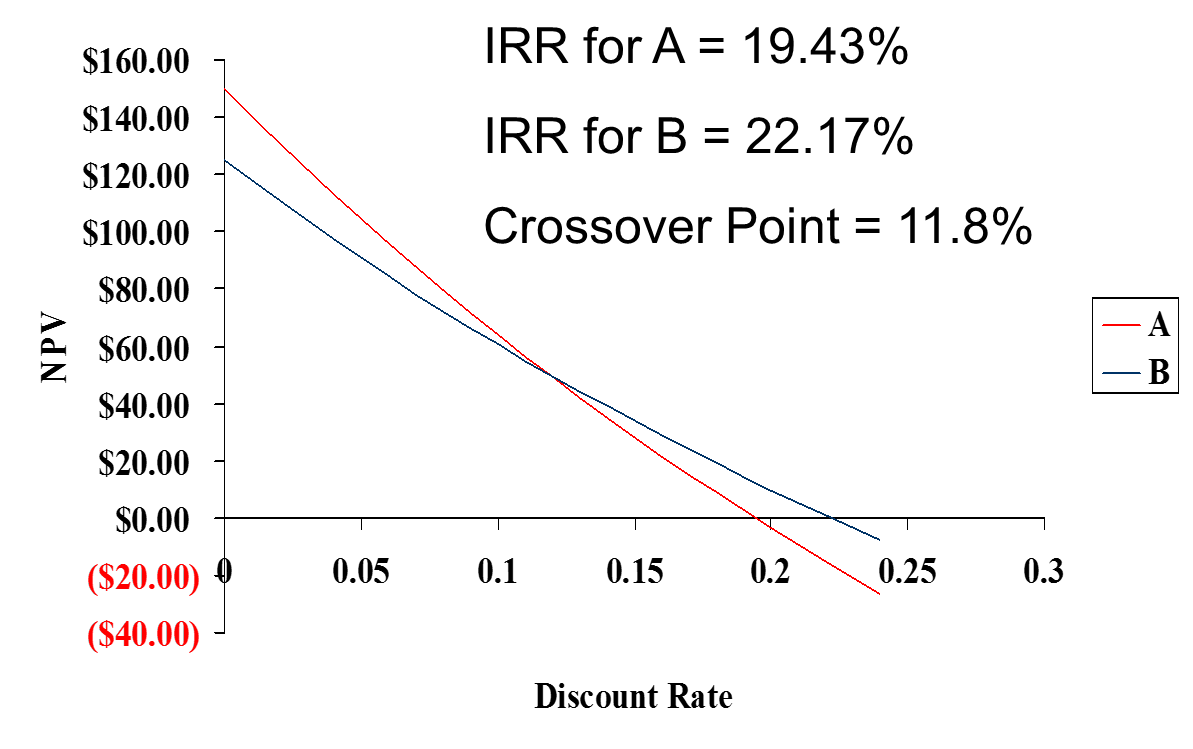 IRR for A = 19.43%
IRR for B = 22.17%
Crossover Point = 11.8%
$160.00
$140.00
$120.00
$100.00
$80.00
$60.00
$40.00
$20.00
$0.00
($20.00)
($40.00)
NPV
0 0.05 0.1 0.15 0.2 0.25 0.3
Discount Rate
A
B